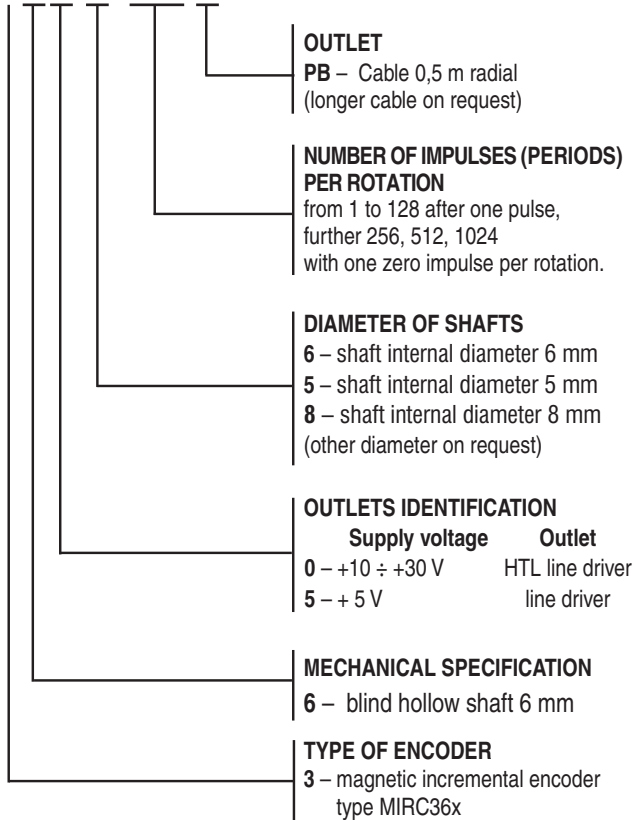 OUTLET
PB – Cable 0,5 m radial
(longer cable on request)
NUMBER OF IMPULSES (PERIODS)
PER ROTATION
from 1 to 128 after one pulse,
further 256, 512, 1024
with one zero impulse per rotation.
DIAMETER OF SHAFTS
6 – shaft internal diameter 6 mm
5 – shaft internal diameter 5 mm
8 – shaft internal diameter 8 mm
(other diameter on request)
OUTLETS IDENTIFICATION
Supply voltage Outlet
0 – +10 ÷ +30 V HTL line driver
5 – + 5 V line driver
MECHANICAL SPECIFICATION
6 – blind hollow shaft 6 mm
TYPE OF ENCODER
3 – magnetic incremental encoder
type MIRC36x